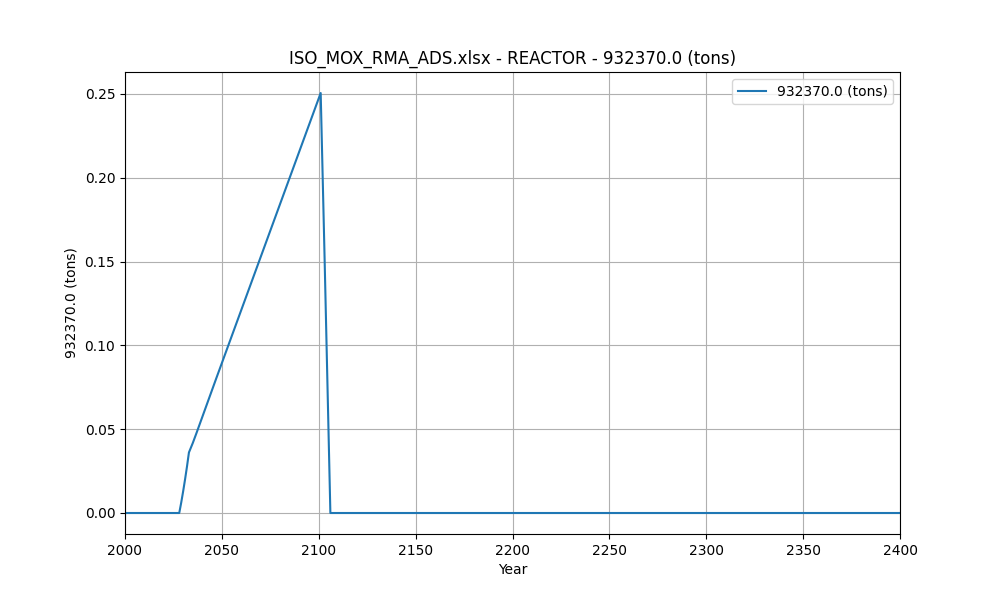 ISO_MOX_RMA_ADS.xlsx - REACTOR - 932370.0 (tons)
932370.0 (tons)
0.25
0.20
0.15
0.10
0.05
0.00
932370.0 (tons)
2000 2050 2100 2150 2200 2250 2300 2350 2400
Year